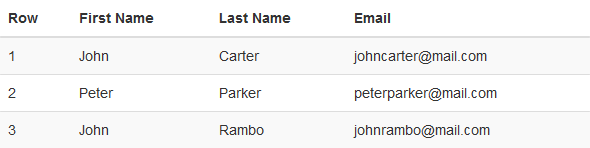 Row First Name Last Name Email
1 John Carter johncarter@mail.com
2 Peter Parker peterparker@mail.com
3 John Rambo johnrambo@mail.com